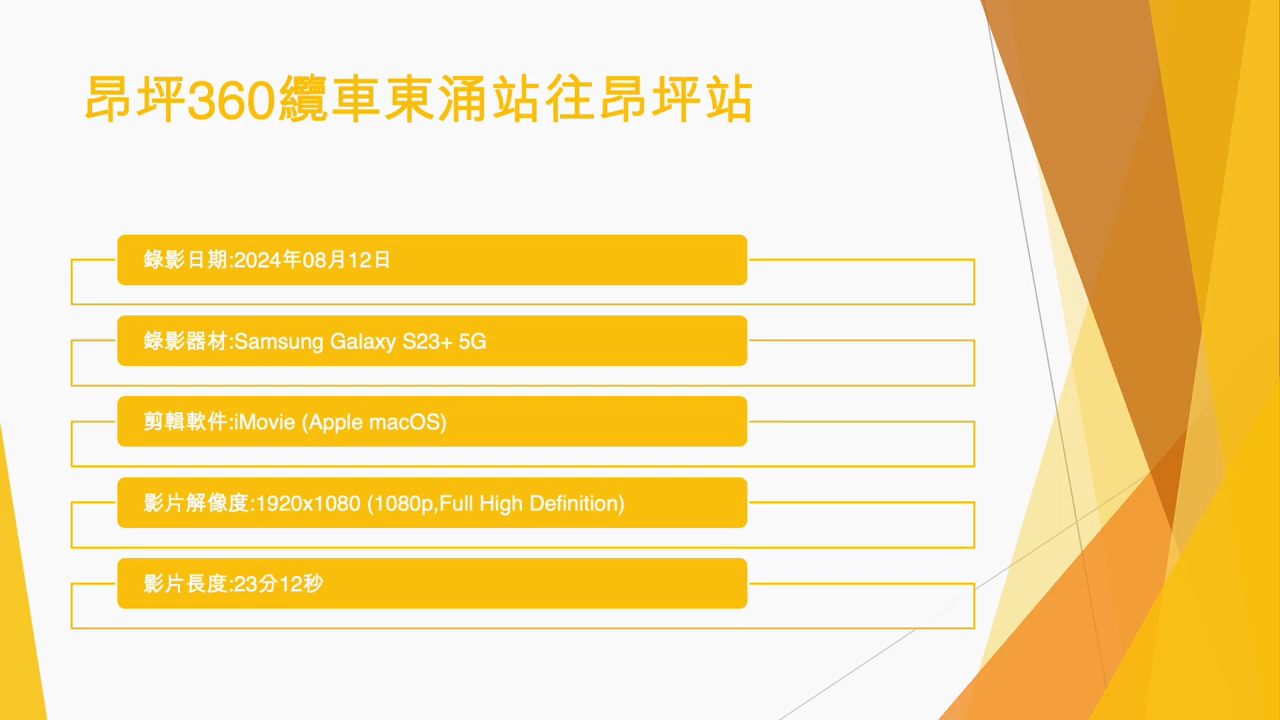 昂坪360纜車東涌站往昂坪站
錄影日期:2024年08月12日
錄影器材:Samsung Galaxy S23+ 5G
剪輯軟件:iMovie (Apple macOS)
影片解像度:1920x1080 (1080p,Full High Definition)
影片長度:23分12秒